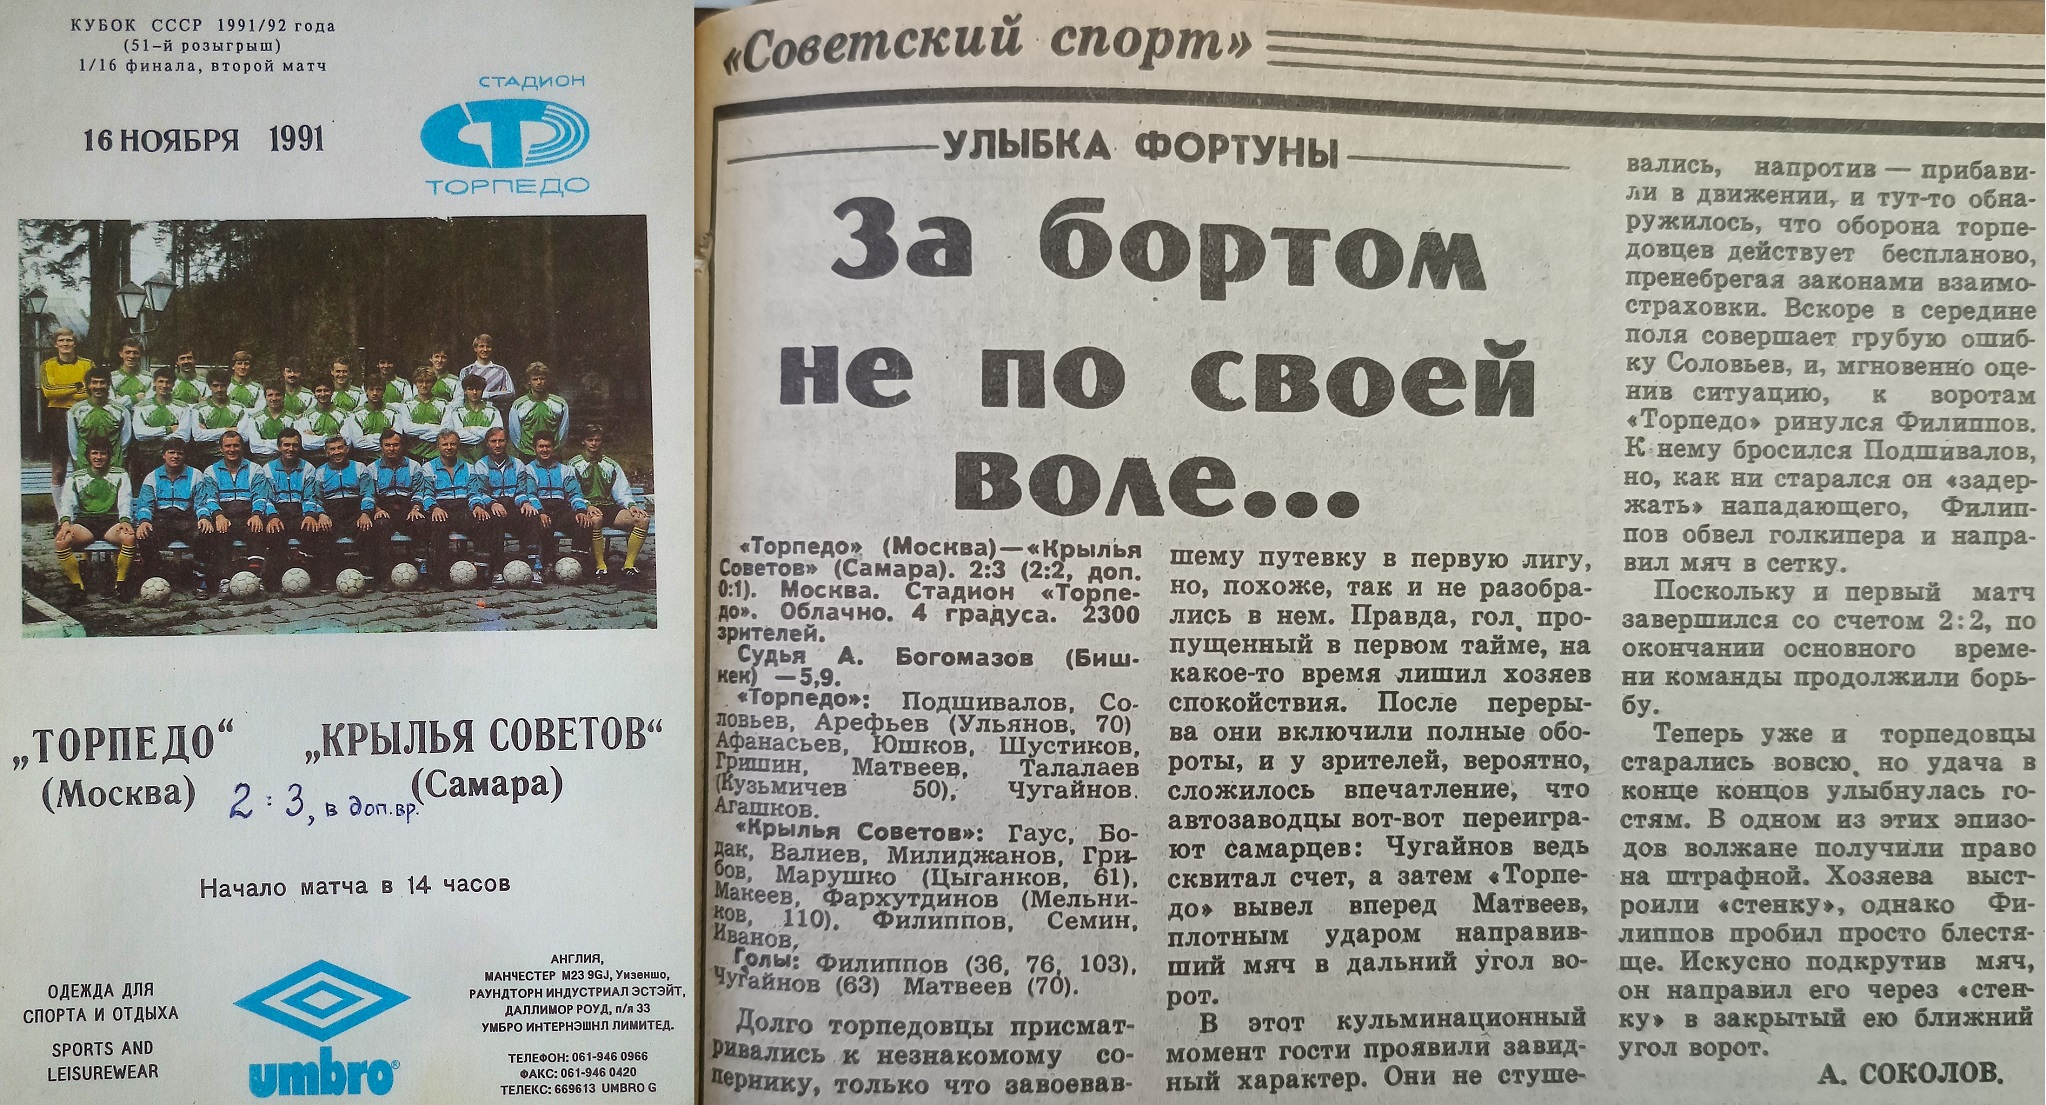 КУБОК СССР 1991/92 года
(51-й розыгрыш)
1/16 финала, второй матч
16 НОЯБРЯ 1991
СТАДИОН
ТОРПЕДО
„ТОРПЕДО“
(Москва)
„КРЫЛЬЯ СОВЕТОВ“
(Самара)
2:3, в доп.вр.
Начало матча в 14 часов
ОДЕЖДА ДЛЯ
СПОРТА И ОТДЫХА
SPORTS AND
LEISUREWEAR
umbro®
АНГЛИЯ,
МАНЧЕСТЕР М23 9GJ, Уизеншо,
РАУНДТОРН ИНДУСТРИАЛ ЭСТЭЙТ,
ДАЛЛИМОР РОУД, п/я 33
УМБРО ИНТЕРНЭШНЛ ЛИМИТЕД.
ТЕЛЕФОН: 061-946 0966
ФАКС: 061-946 0420
ТЕЛЕКС: 669613 UMBRO G
«Советский спорт»
УЛЫБКА ФОРТУНЫ
За бортом
не по своей
воле...
«Торпедо» (Москва)—«Крылья
Советов» (Самара). 2:3 (2:2, доп.
0:1). Москва. Стадион «Торпе-
до». Облачно. 4 градуса. 2300
зрителей.
Судья А. Богомазов (Биш-
кек) —5,9.
«Торпедо»: Подшивалов, Со-
ловьев, Арефьев (Ульянов, 70)
Афанасьев, Юшков, Шустиков,
Гришин, Матвеев, Талалаев
(Кузьмичев 50), Чугайнов.
Агашков.
«Крылья Советов»: Гаус, Бо-
дак, Валиев, Милиджанов, Гри-
бов, Марушко (Цыганков, 61),
Макеев, Фархутдинов (Мельни-
ков, 110). Филиппов, Семин,
Иванов,
Голы: Филиппов (36, 76, 103),
Чугайнов (63) Матвеев (70).
Долго торпедовцы присмат-
ривались к незнакомому со-
пернику, только что завоевав-
шему путевку в первую лигу,
но, похоже, так и не разобра-
лись в нем. Правда, гол, про-
пущенный в первом тайме, на
какое-то время лишил хозяев
спокойствия. После переры-
ва они включили полные обо-
роты, и у зрителей, вероятно,
сложилось впечатление, что
автозаводцы вот-вот переигра-
ют самарцев: Чугайнов ведь
сквитал счет, а затем «Торпе-
до» вывел вперед Матвеев,
плотным ударом направив-
ший мяч в дальний угол во-
рот.
В этот кульминационный
момент гости проявили завид-
ный характер. Они не стуше-
вались, напротив — прибави-
ли в движении, и тут-то обна-
ружилось, что оборона торпе-
довцев действует беспланово,
пренебрегая законами взаимо-
страховки. Вскоре в середине
поля совершает грубую ошиб-
ку Соловьев, и, мгновенно оце-
нив ситуацию, к воротам
«Торпедо» ринулся Филиппов.
К нему бросился Подшивалов,
но, как ни старался он «задер-
жать» нападающего, Филип-
пов обвел голкипера и напра-
вил мяч в сетку.
Поскольку и первый матч
завершился со счетом 2:2, по
окончании основного време-
ни команды продолжили борь-
бу.
Теперь уже и торпедовцы
старались вовсю, но удача в
конце концов улыбнулась го-
стям. В одном из этих эпизо-
дов волжане получили право
на штрафной. Хозяева выст-
роили «стенку», однако Фи-
липпов пробил просто блестя-
ще. Искусно подкрутив мяч,
он направил его через «стен-
ку» в закрытый ею ближний
угол ворот.
А. СОКОЛОВ.